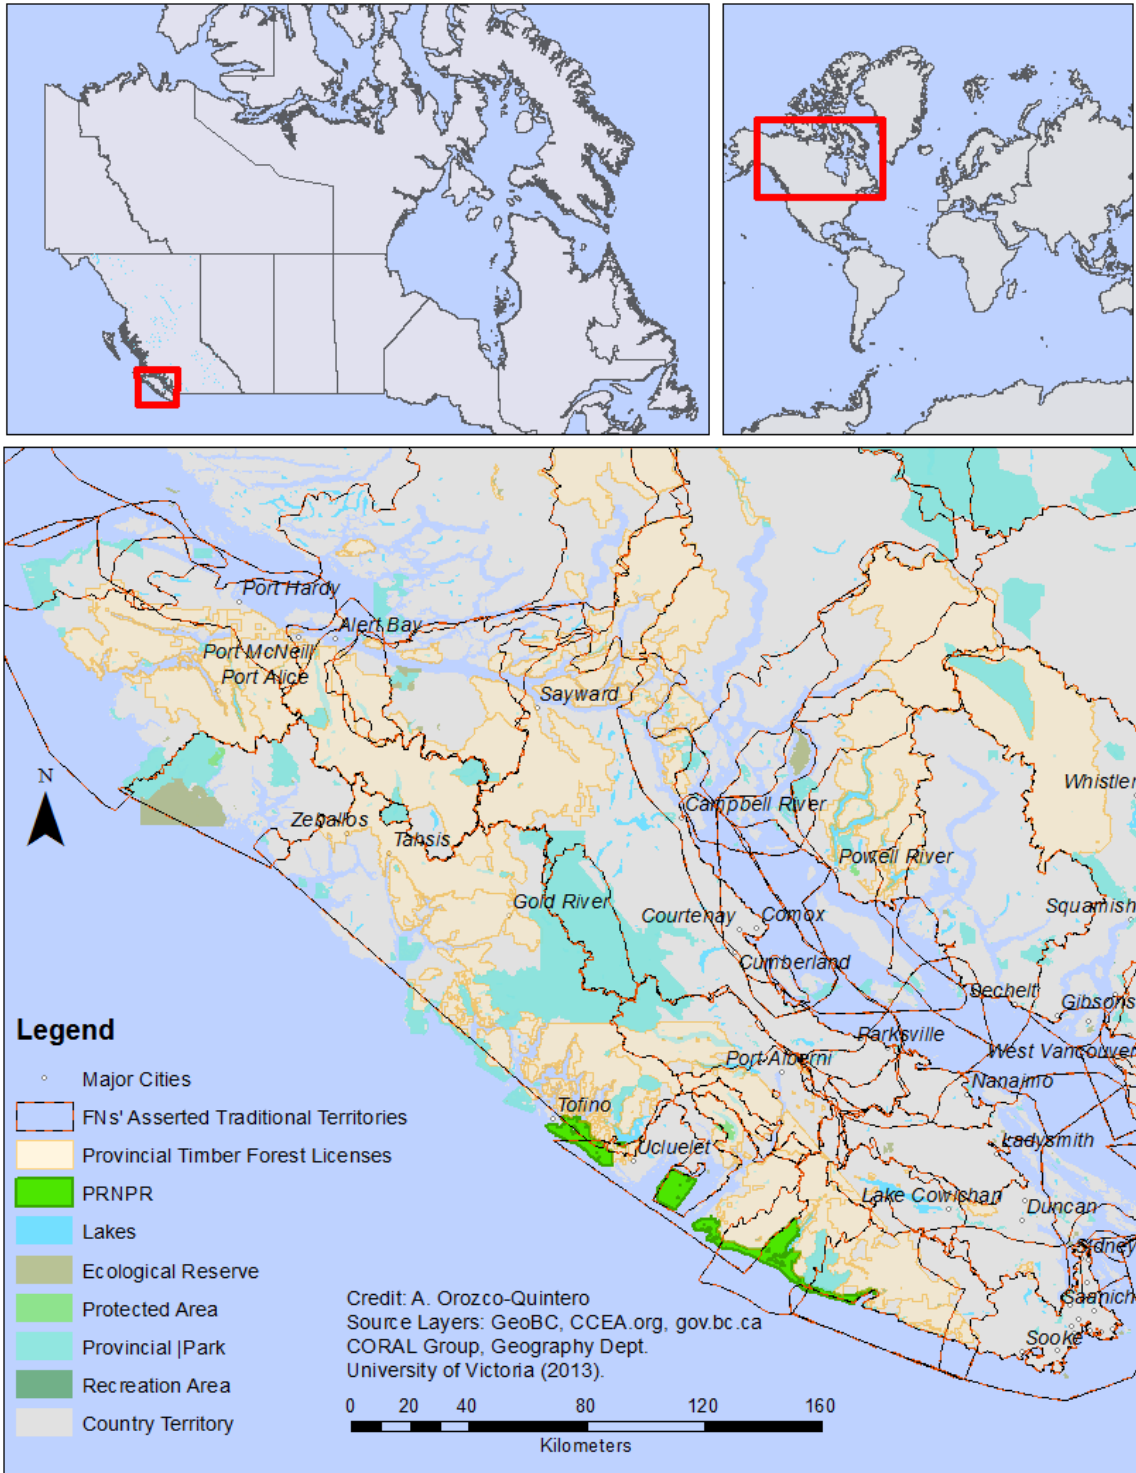 Port Hardy
Alert Bay
Port McNeill
Port Alice
Sayward
Whistler
N
Campbell River
Zeballos
Tahsis
Powell River
Gold River
Courtenay
Comox
Squamish
Cumberland
Sechelt
Gibsons
Parksville
West Vancouver
Port Alberni
Nanaimo
Tofino
Ladysmith
Ucluelet
Lake Cowichan
Duncan
Sidney
Saanich
Sooke
Legend
Major Cities
FNs' Asserted Traditional Territories
Provincial Timber Forest Licenses
PRNPR
Lakes
Ecological Reserve
Protected Area
Provincial |Park
Recreation Area
Country Territory
Credit: A. Orozco-Quintero
Source Layers: GeoBC, CCEA.org, gov.bc.ca
CORAL Group, Geography Dept.
University of Victoria (2013).
0 20 40 80 120 160
Kilometers